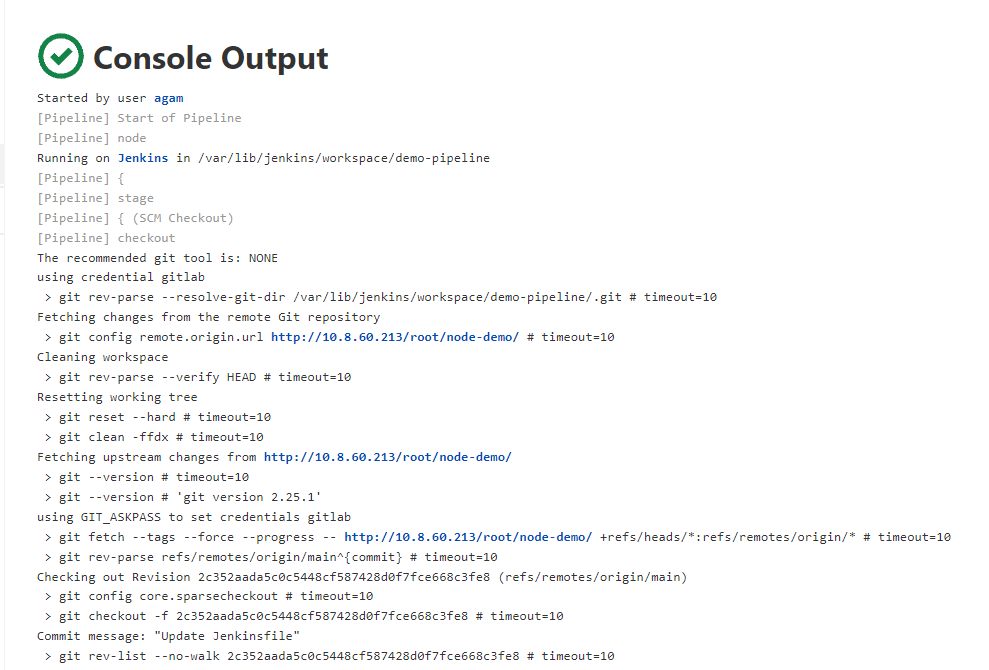 Console Output
Started by user agam
[Pipeline] Start of Pipeline
[Pipeline] node
Running on Jenkins in /var/lib/jenkins/workspace/demo-pipeline
[Pipeline] {
[Pipeline] stage
[Pipeline] { (SCM Checkout)
[Pipeline] checkout
The recommended git tool is: NONE
using credential gitlab
 > git rev-parse --resolve-git-dir /var/lib/jenkins/workspace/demo-pipeline/.git # timeout=10
Fetching changes from the remote Git repository
 > git config remote.origin.url http://10.8.60.213/root/node-demo/ # timeout=10
Cleaning workspace
 > git rev-parse --verify HEAD # timeout=10
Resetting working tree
 > git reset --hard # timeout=10
 > git clean -ffdx # timeout=10
Fetching upstream changes from http://10.8.60.213/root/node-demo/
 > git --version # timeout=10
 > git --version # 'git version 2.25.1'
using GIT_ASKPASS to set credentials gitlab
 > git fetch --tags --force --progress -- http://10.8.60.213/root/node-demo/ +refs/heads/*:refs/remotes/origin/* # timeout=10
 > git rev-parse refs/remotes/origin/main^{commit} # timeout=10
Checking out Revision 2c352aada5c0c5448cf587428d0f7fce668c3fe8 (refs/remotes/origin/main)
 > git config core.sparsecheckout # timeout=10
 > git checkout -f 2c352aada5c0c5448cf587428d0f7fce668c3fe8 # timeout=10
Commit message: "Update Jenkinsfile"
 > git rev-list --no-walk 2c352aada5c0c5448cf587428d0f7fce668c3fe8 # timeout=10